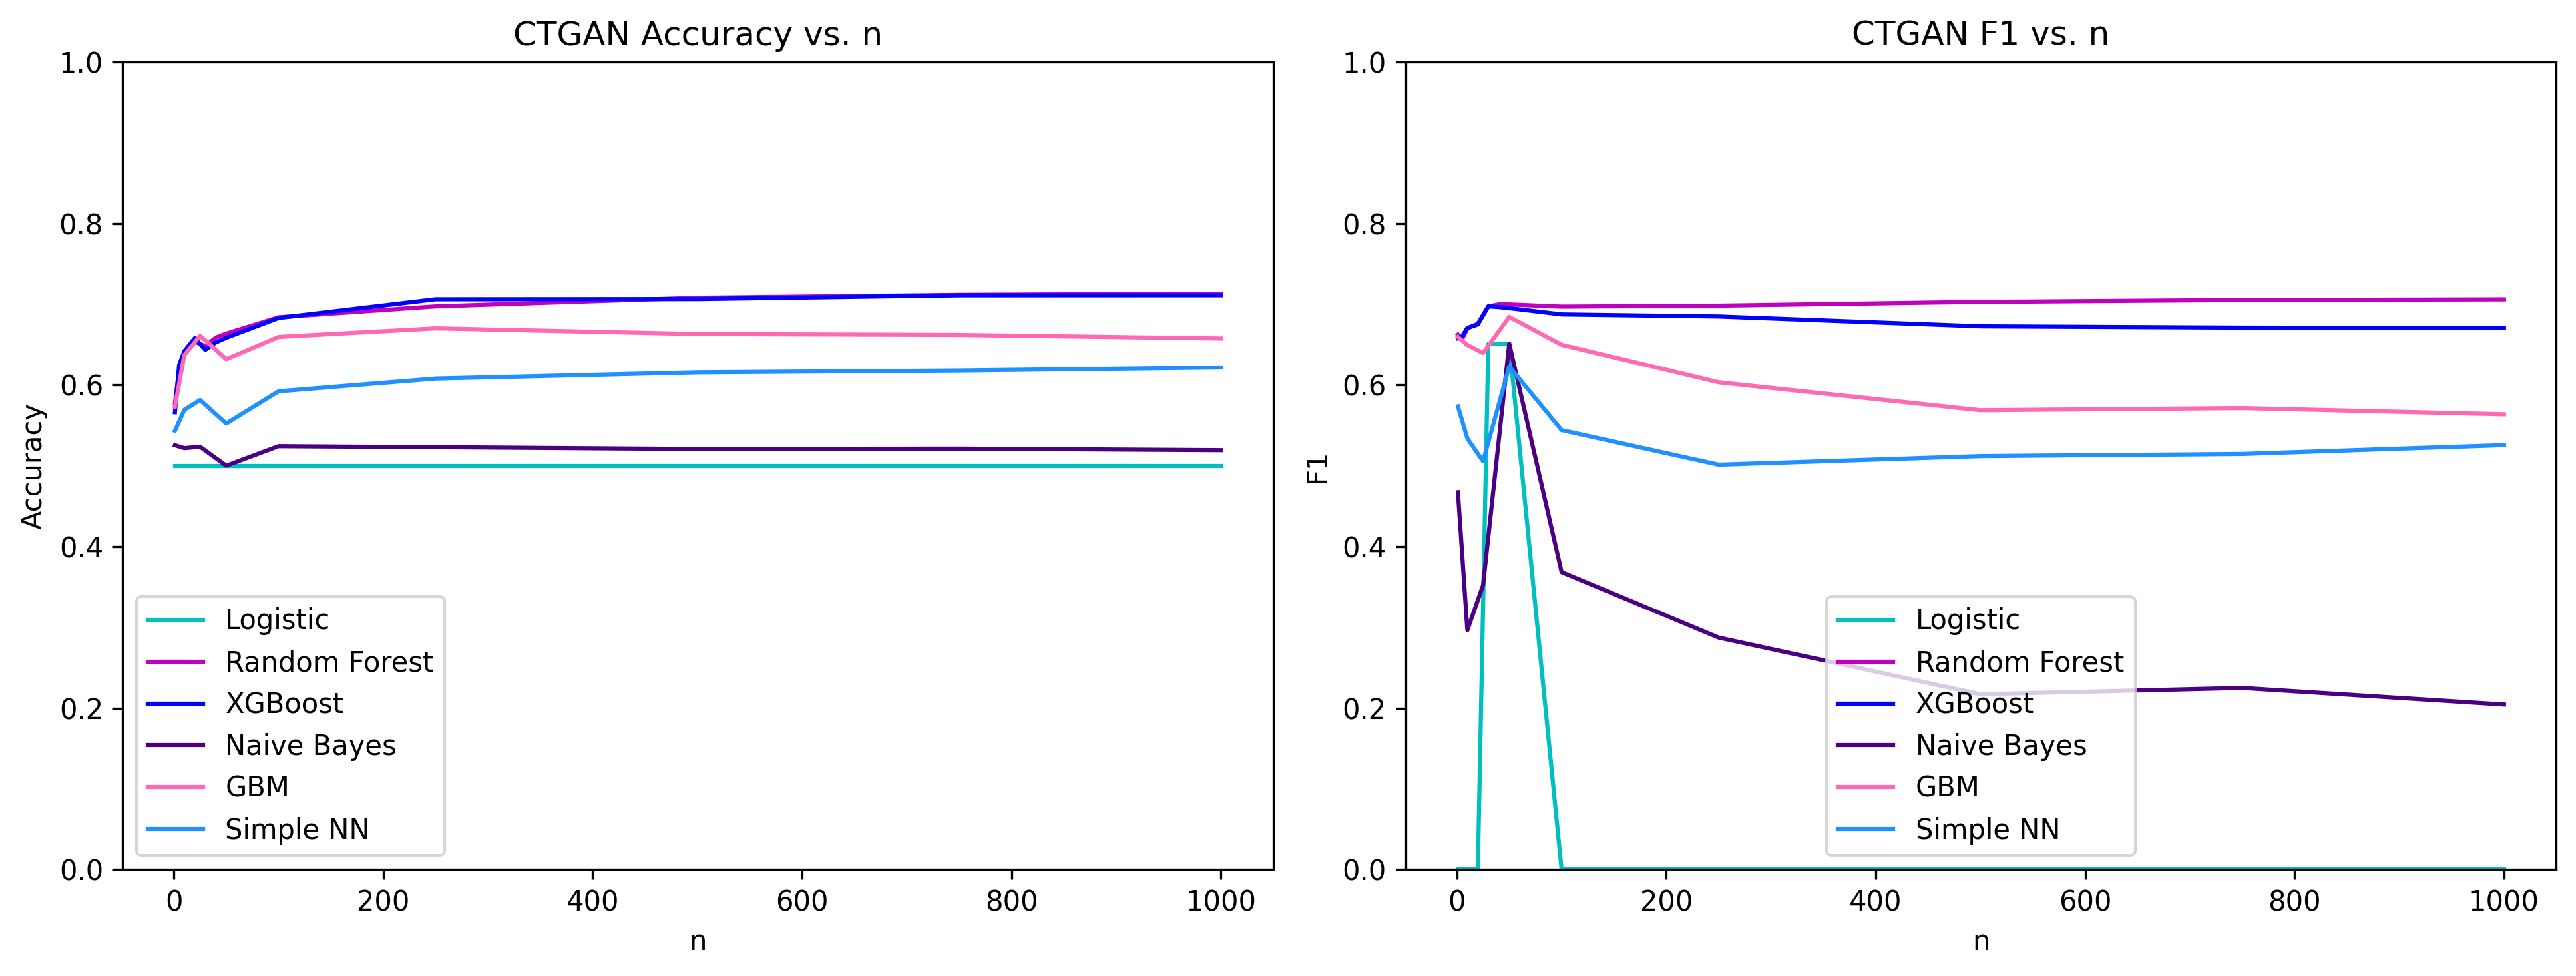 CTGAN Accuracy vs. n
1.0
0.8
0.6
0.4
0.2
0.0
Accuracy
0 200 400 600 800 1000
n
Logistic
Random Forest
XGBoost
Naive Bayes
GBM
Simple NN
CTGAN F1 vs. n
1.0
0.8
0.6
0.4
0.2
0.0
F1
0 200 400 600 800 1000
n
Logistic
Random Forest
XGBoost
Naive Bayes
GBM
Simple NN